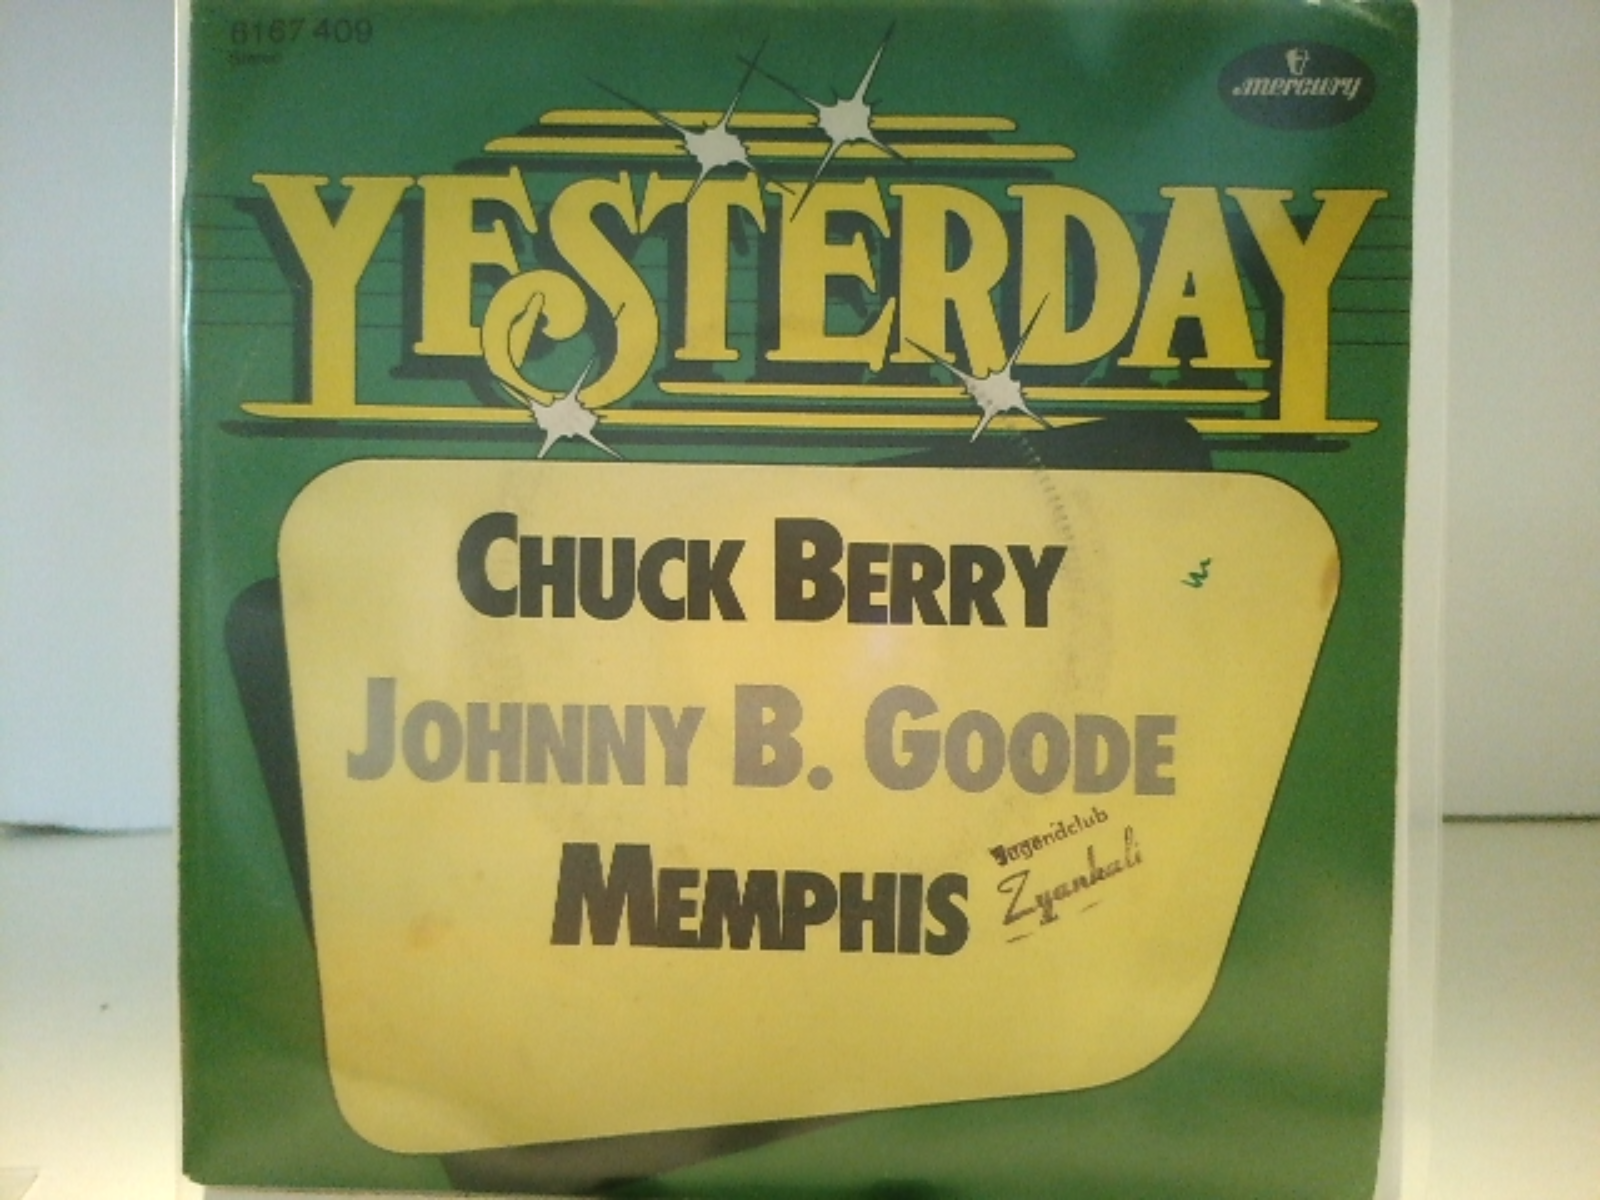 6167 409
Stereo
mercury
YESTERDAY
CHUCK BERRY
JOHNNY B. GOODE
MEMPHIS
Jugendclub
Zyankali